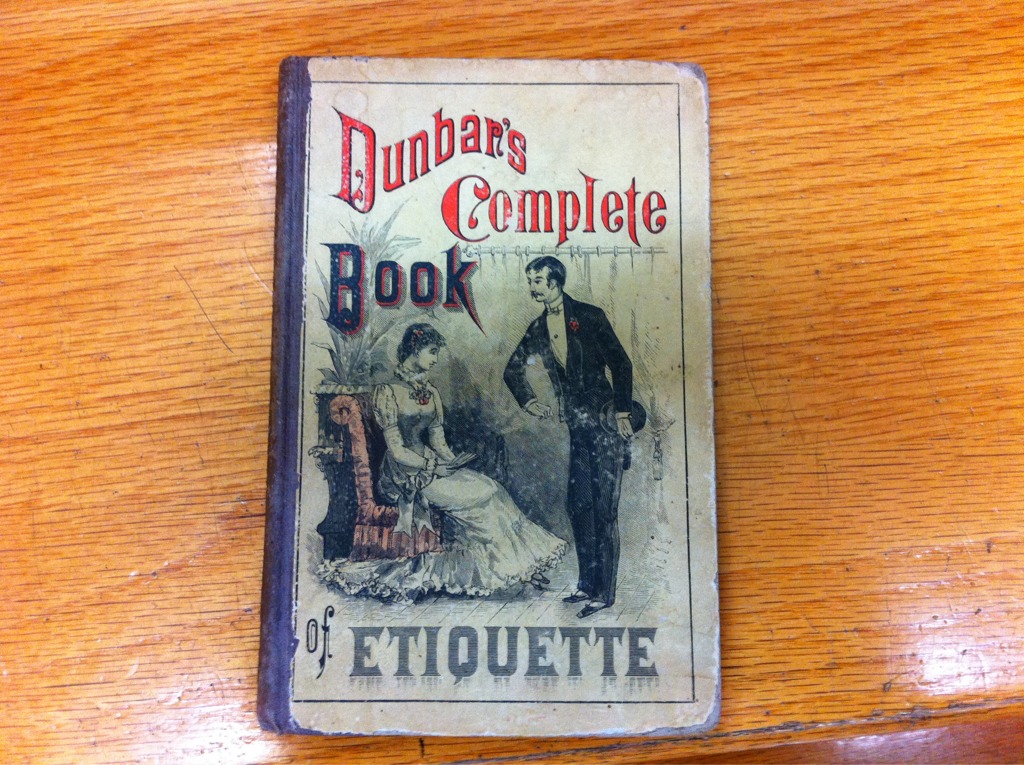 Dunbar's
Complete
Book
of ETIQUETTE